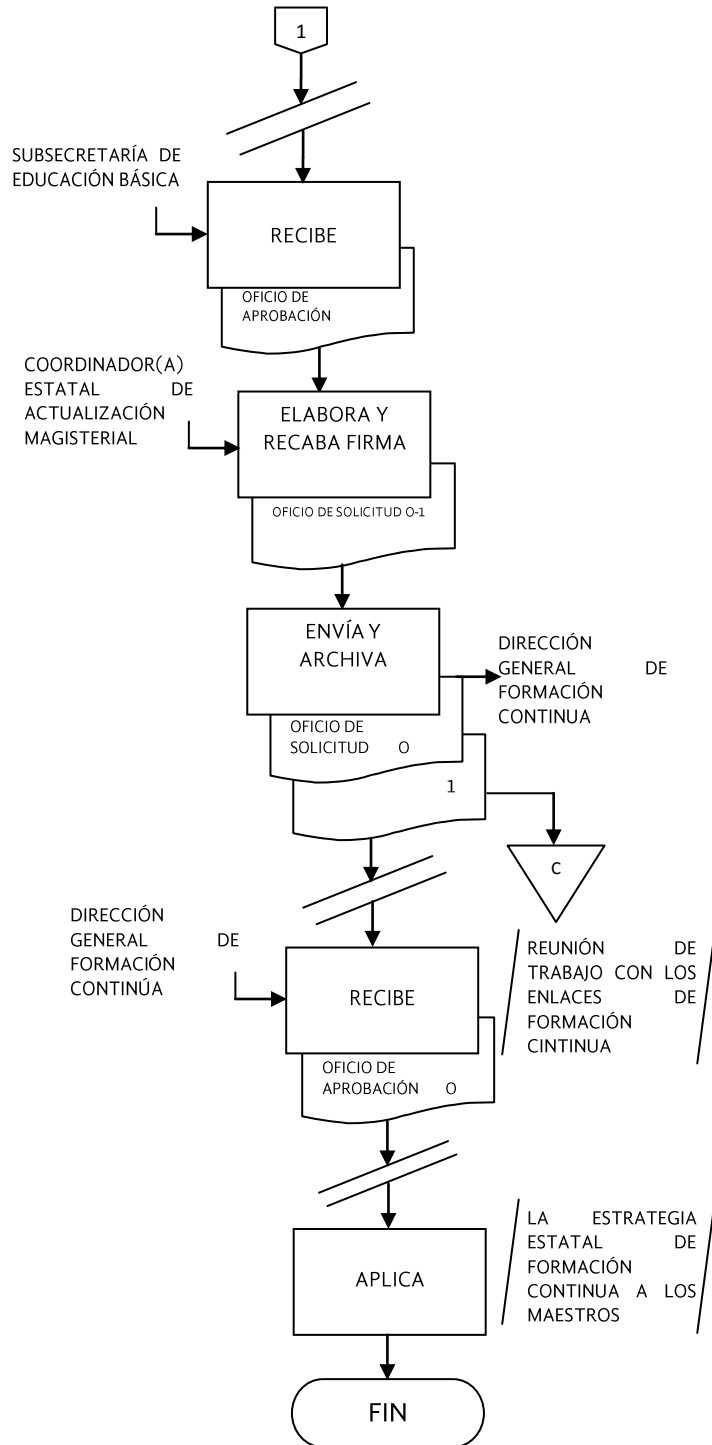 1
SUBSECRETARÍA DE
EDUCACIÓN BÁSICA
RECIBE
OFICIO DE
APROBACIÓN
COORDINADOR(A)
ESTATAL DE
ACTUALIZACIÓN
MAGISTERIAL
ELABORA Y
RECABA FIRMA
OFICIO DE SOLICITUD O-1
ENVÍA Y
ARCHIVA
DIRECCIÓN
GENERAL DE
FORMACIÓN
CONTINUA
OFICIO DE
SOLICITUD O
1
C
DIRECCIÓN
GENERAL DE
FORMACIÓN
CONTINÚA
RECIBE
REUNIÓN DE
TRABAJO CON LOS
ENLACES DE
FORMACIÓN
CINTINUA
OFICIO DE
APROBACIÓN O
APLICA
LA ESTRATEGIA
ESTATAL DE
FORMACIÓN
CONTINUA A LOS
MAESTROS
FIN